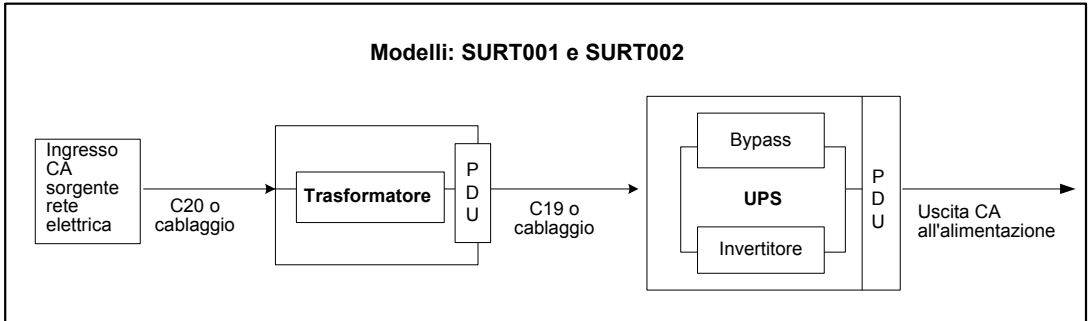 Modelli: SURT001 e SURT002
Ingresso
CA
sorgente
rete
elettrica
C20 o
cablaggio
Trasformatore
P
D
U
C19 o
cablaggio
Bypass
UPS
Invertitore
P
D
U
Uscita CA
all'alimentazione